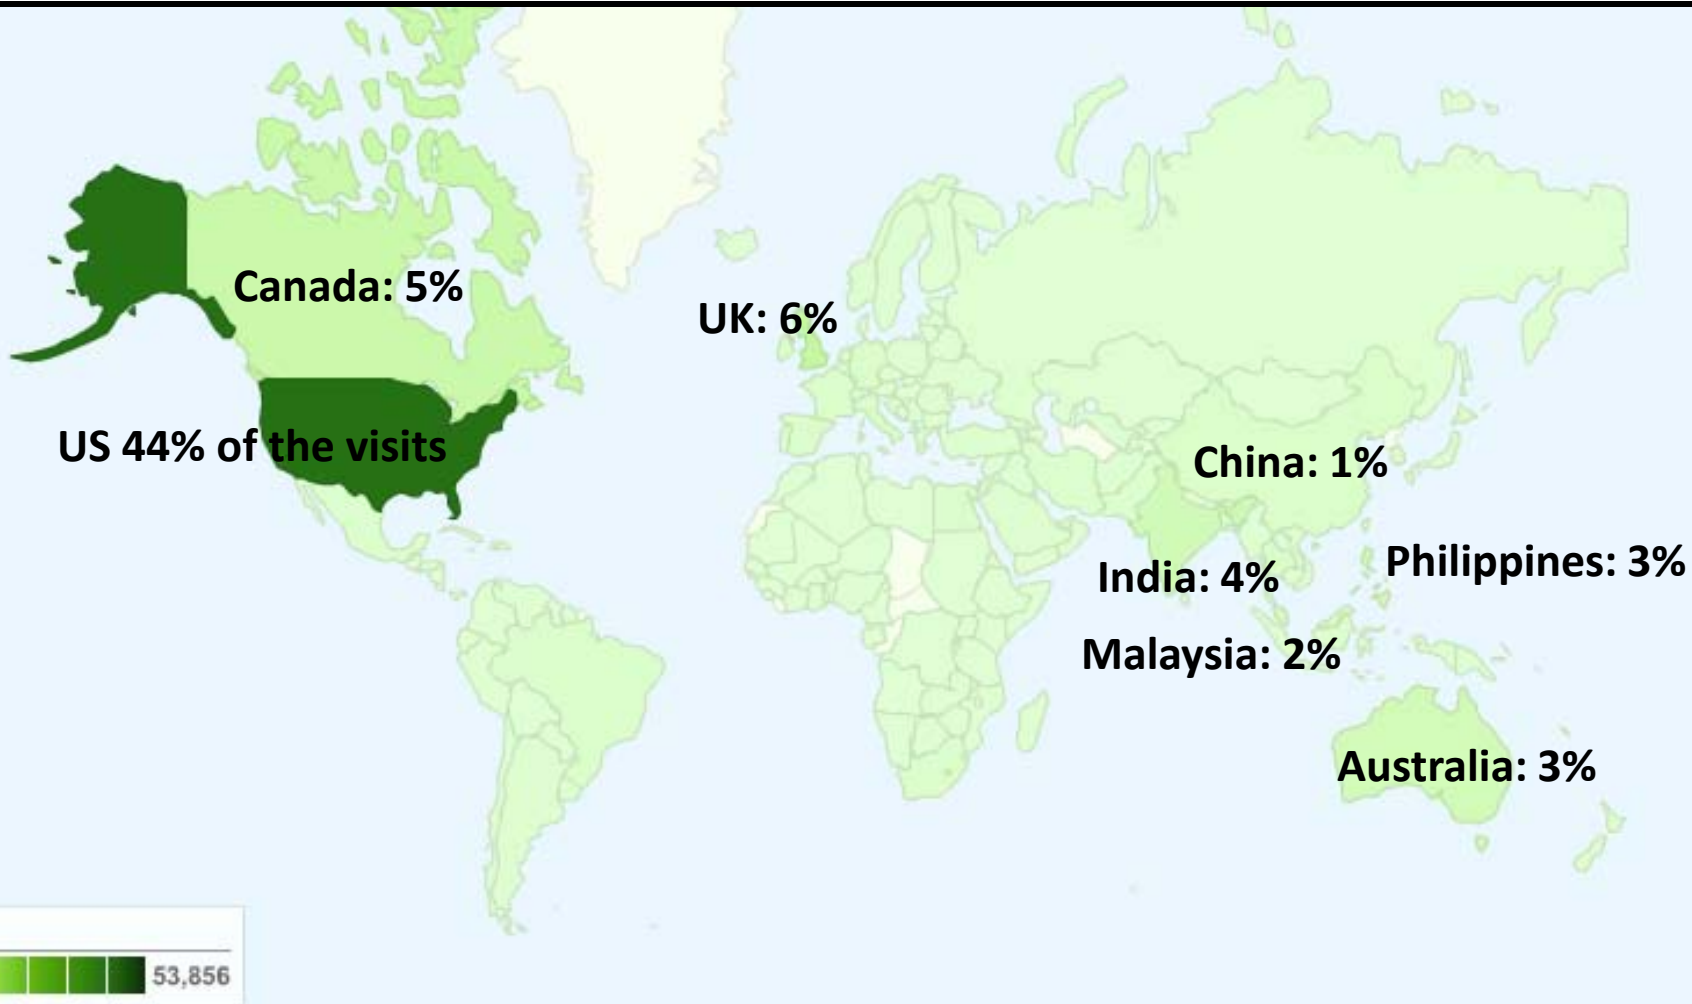 Canada: 5%
UK: 6%
US 44% of the visits
China: 1%
Philippines: 3%
India: 4%
Malaysia: 2%
Australia: 3%
53,856